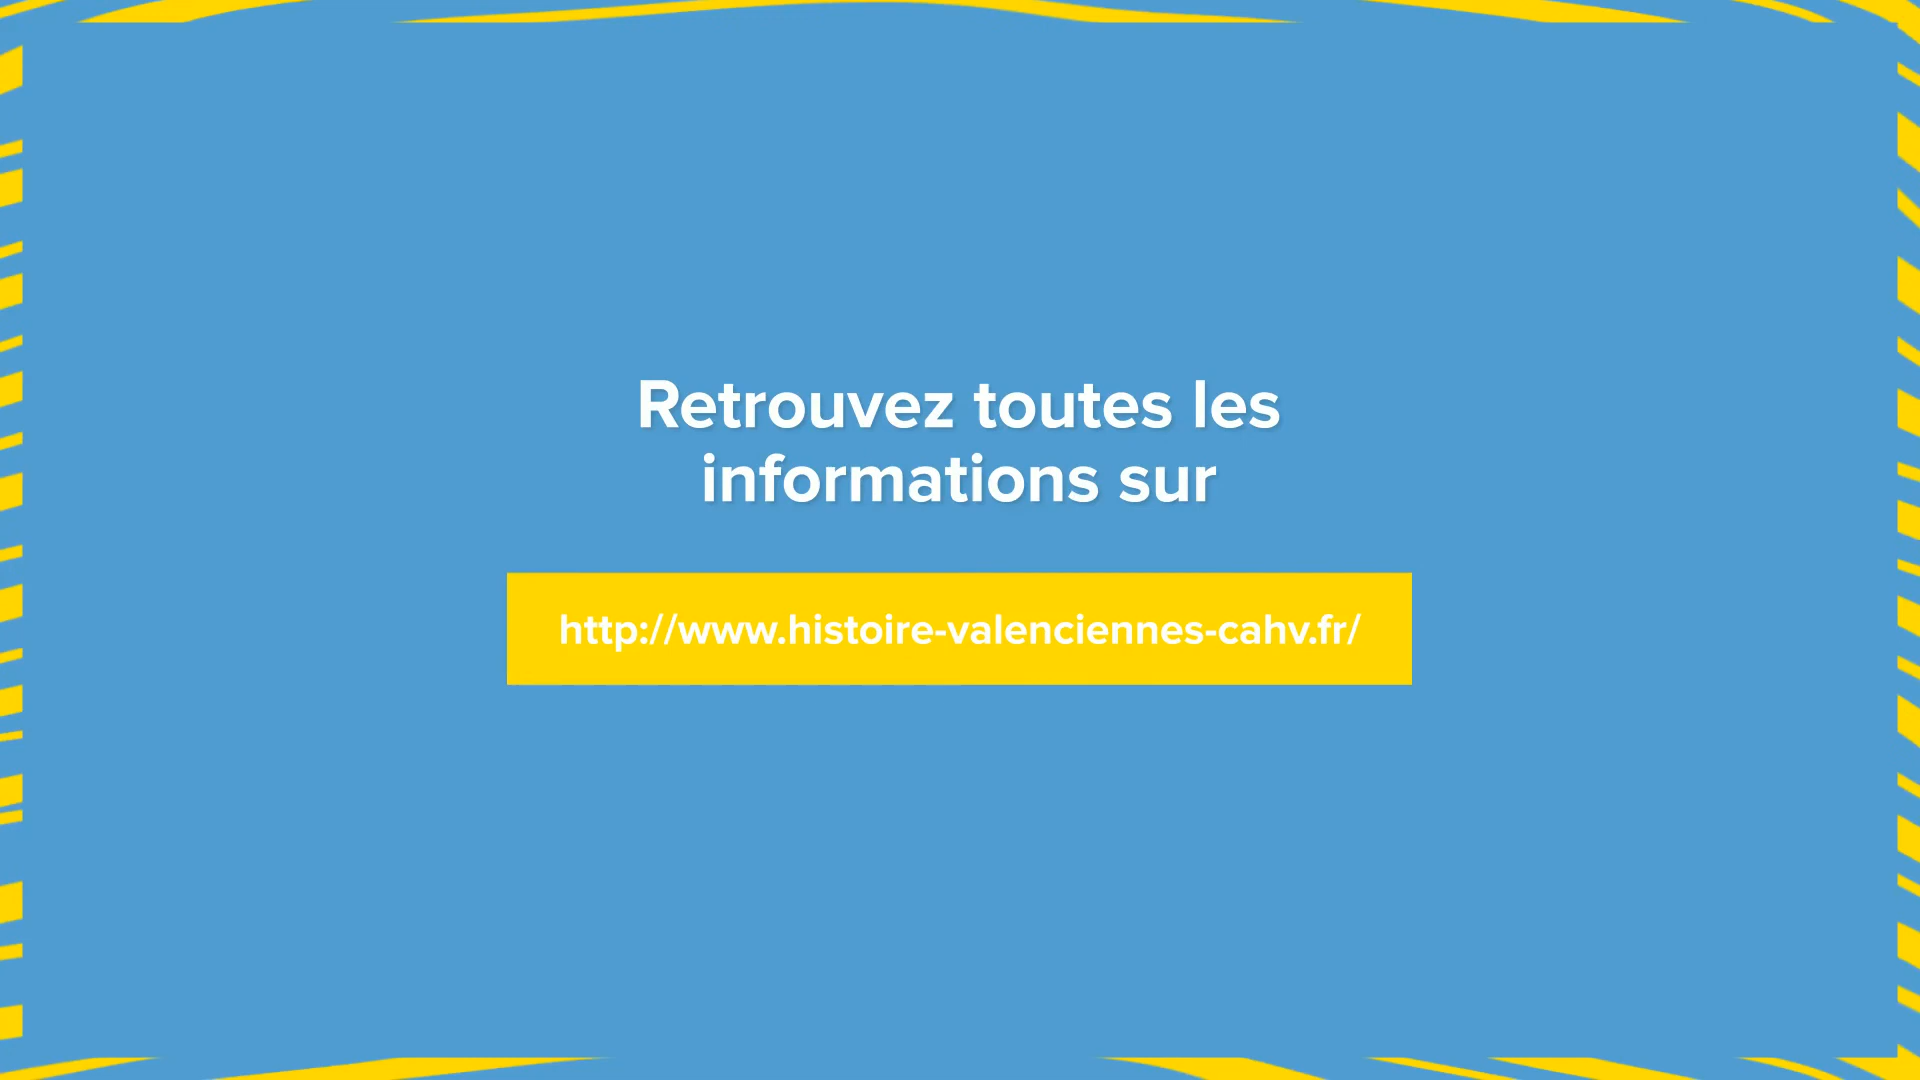 Retrouvez toutes les
informations sur
http://www.histoire-valenciennes-cahv.fr/